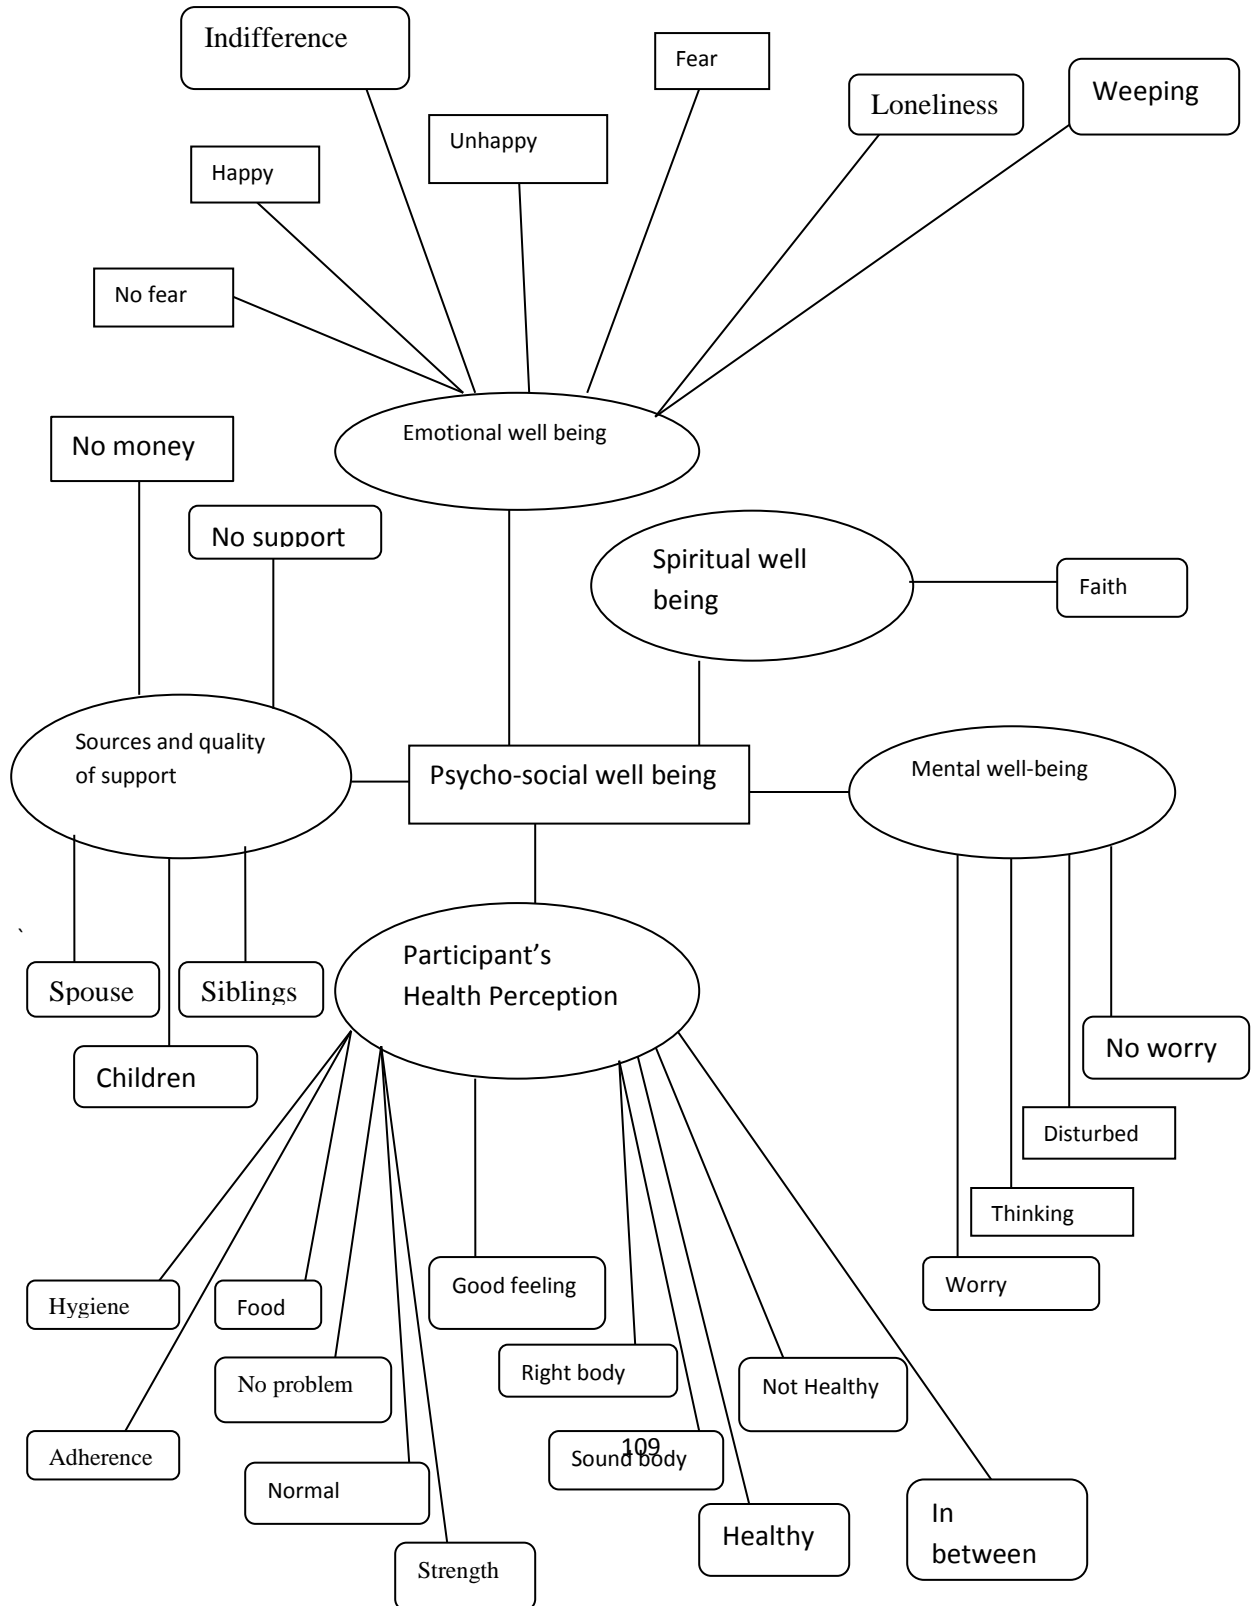 Indifference
Fear
Weeping
Loneliness
Unhappy
Happy
No fear
Emotional well being
No money
No support
Spiritual well
being
Faith
Sources and quality
of support
Psycho-social well being
Mental well-being
`
Participant’s
Health Perception
Spouse
Siblings
Children
No worry
Disturbed
Thinking
Worry
Good feeling
Hygiene
Food
Right body
No problem
Not Healthy
Adherence
109
Sound body
Normal
In
between
Healthy
Strength